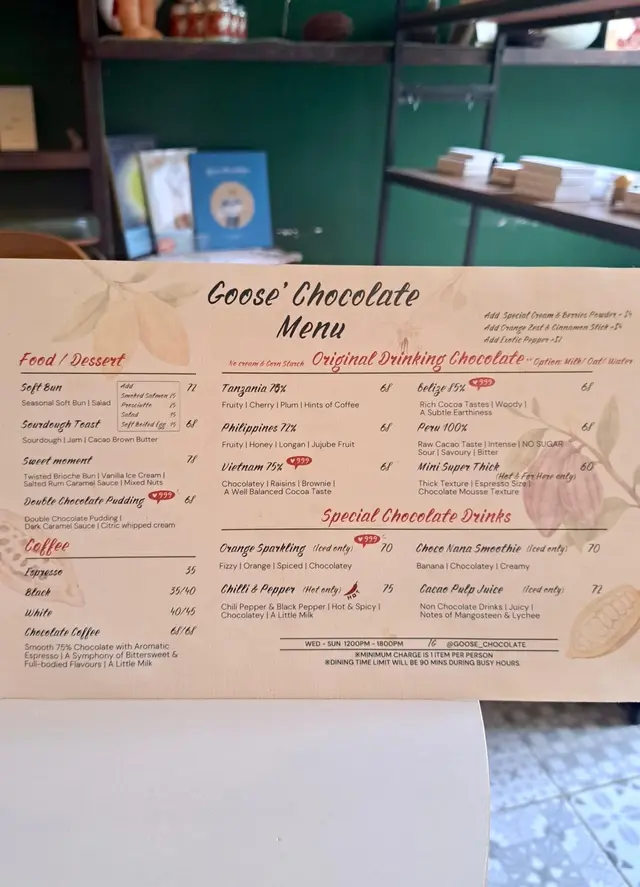 Goose' Chocolate
Menu
Add Special Cream & Berries Powder +$4
Add Orange Zest & Cinnamon Stick +$4
Add Exotic Pepper +$2
Food / Dessert
Soft Bun 72
Seasonal Soft Bun | Salad
Add
Smoked Salmon 15
Prosciutto 15
Salad 15
Soft Boiled Egg 15
Sourdough Toast 68
Sourdough | Jam | Cacao Brown Butter
Sweet moment 78
Twisted Brioche Bun | Vanilla Ice Cream |
Salted Rum Caramel Sauce | Mixed Nuts
Double Chocolate Pudding 999 68
Double Chocolate Pudding |
Dark Caramel Sauce | Citric whipped cream
Coffee
Espresso 35
Black 35/40
White 40/45
Chocolate Coffee 68/68
Smooth 75% Chocolate with Aromatic
Espresso | A Symphony of Bittersweet &
Full-bodied Flavours | A Little Milk
No cream & Corn Starch Original Drinking Chocolate ** Option: Milk/ Oat/ Water
Tanzania 78% 68
Fruity | Cherry | Plum | Hints of Coffee
Philippines 72% 68
Fruity | Honey | Longan | Jujube Fruit
Vietnam 75% 999 68
Chocolatey | Raisins | Brownie |
A Well Balanced Cocoa Taste
Belize 85% 999 68
Rich Cocoa Tastes | Woody |
A Subtle Earthiness
Peru 100% 68
Raw Cacao Taste | Intense | NO SUGAR
Sour | Savoury | Bitter
Mini Super Thick 60
(Hot & For Here only)
Thick Texture | Espresso Size |
Chocolate Mousse Texture
Special Chocolate Drinks
Orange Sparkling (Iced only) 999 70
Fizzy | Orange | Spiced | Chocolatey
Chilli & Pepper (Hot only) HOT 75
Chili Pepper & Black Pepper | Hot & Spicy |
Chocolatey | A Little Milk
Choco Nana Smoothie (Iced only) 70
Banana | Chocolatey | Creamy
Cacao Pulp Juice (Iced only) 72
Non Chocolate Drinks | Juicy |
Notes of Mangosteen & Lychee
WED - SUN 1200PM - 1800PM IG @GOOSE_CHOCOLATE
※MINIMUM CHARGE IS 1 ITEM PER PERSON
※DINING TIME LIMIT WILL BE 90 MINS DURING BUSY HOURS